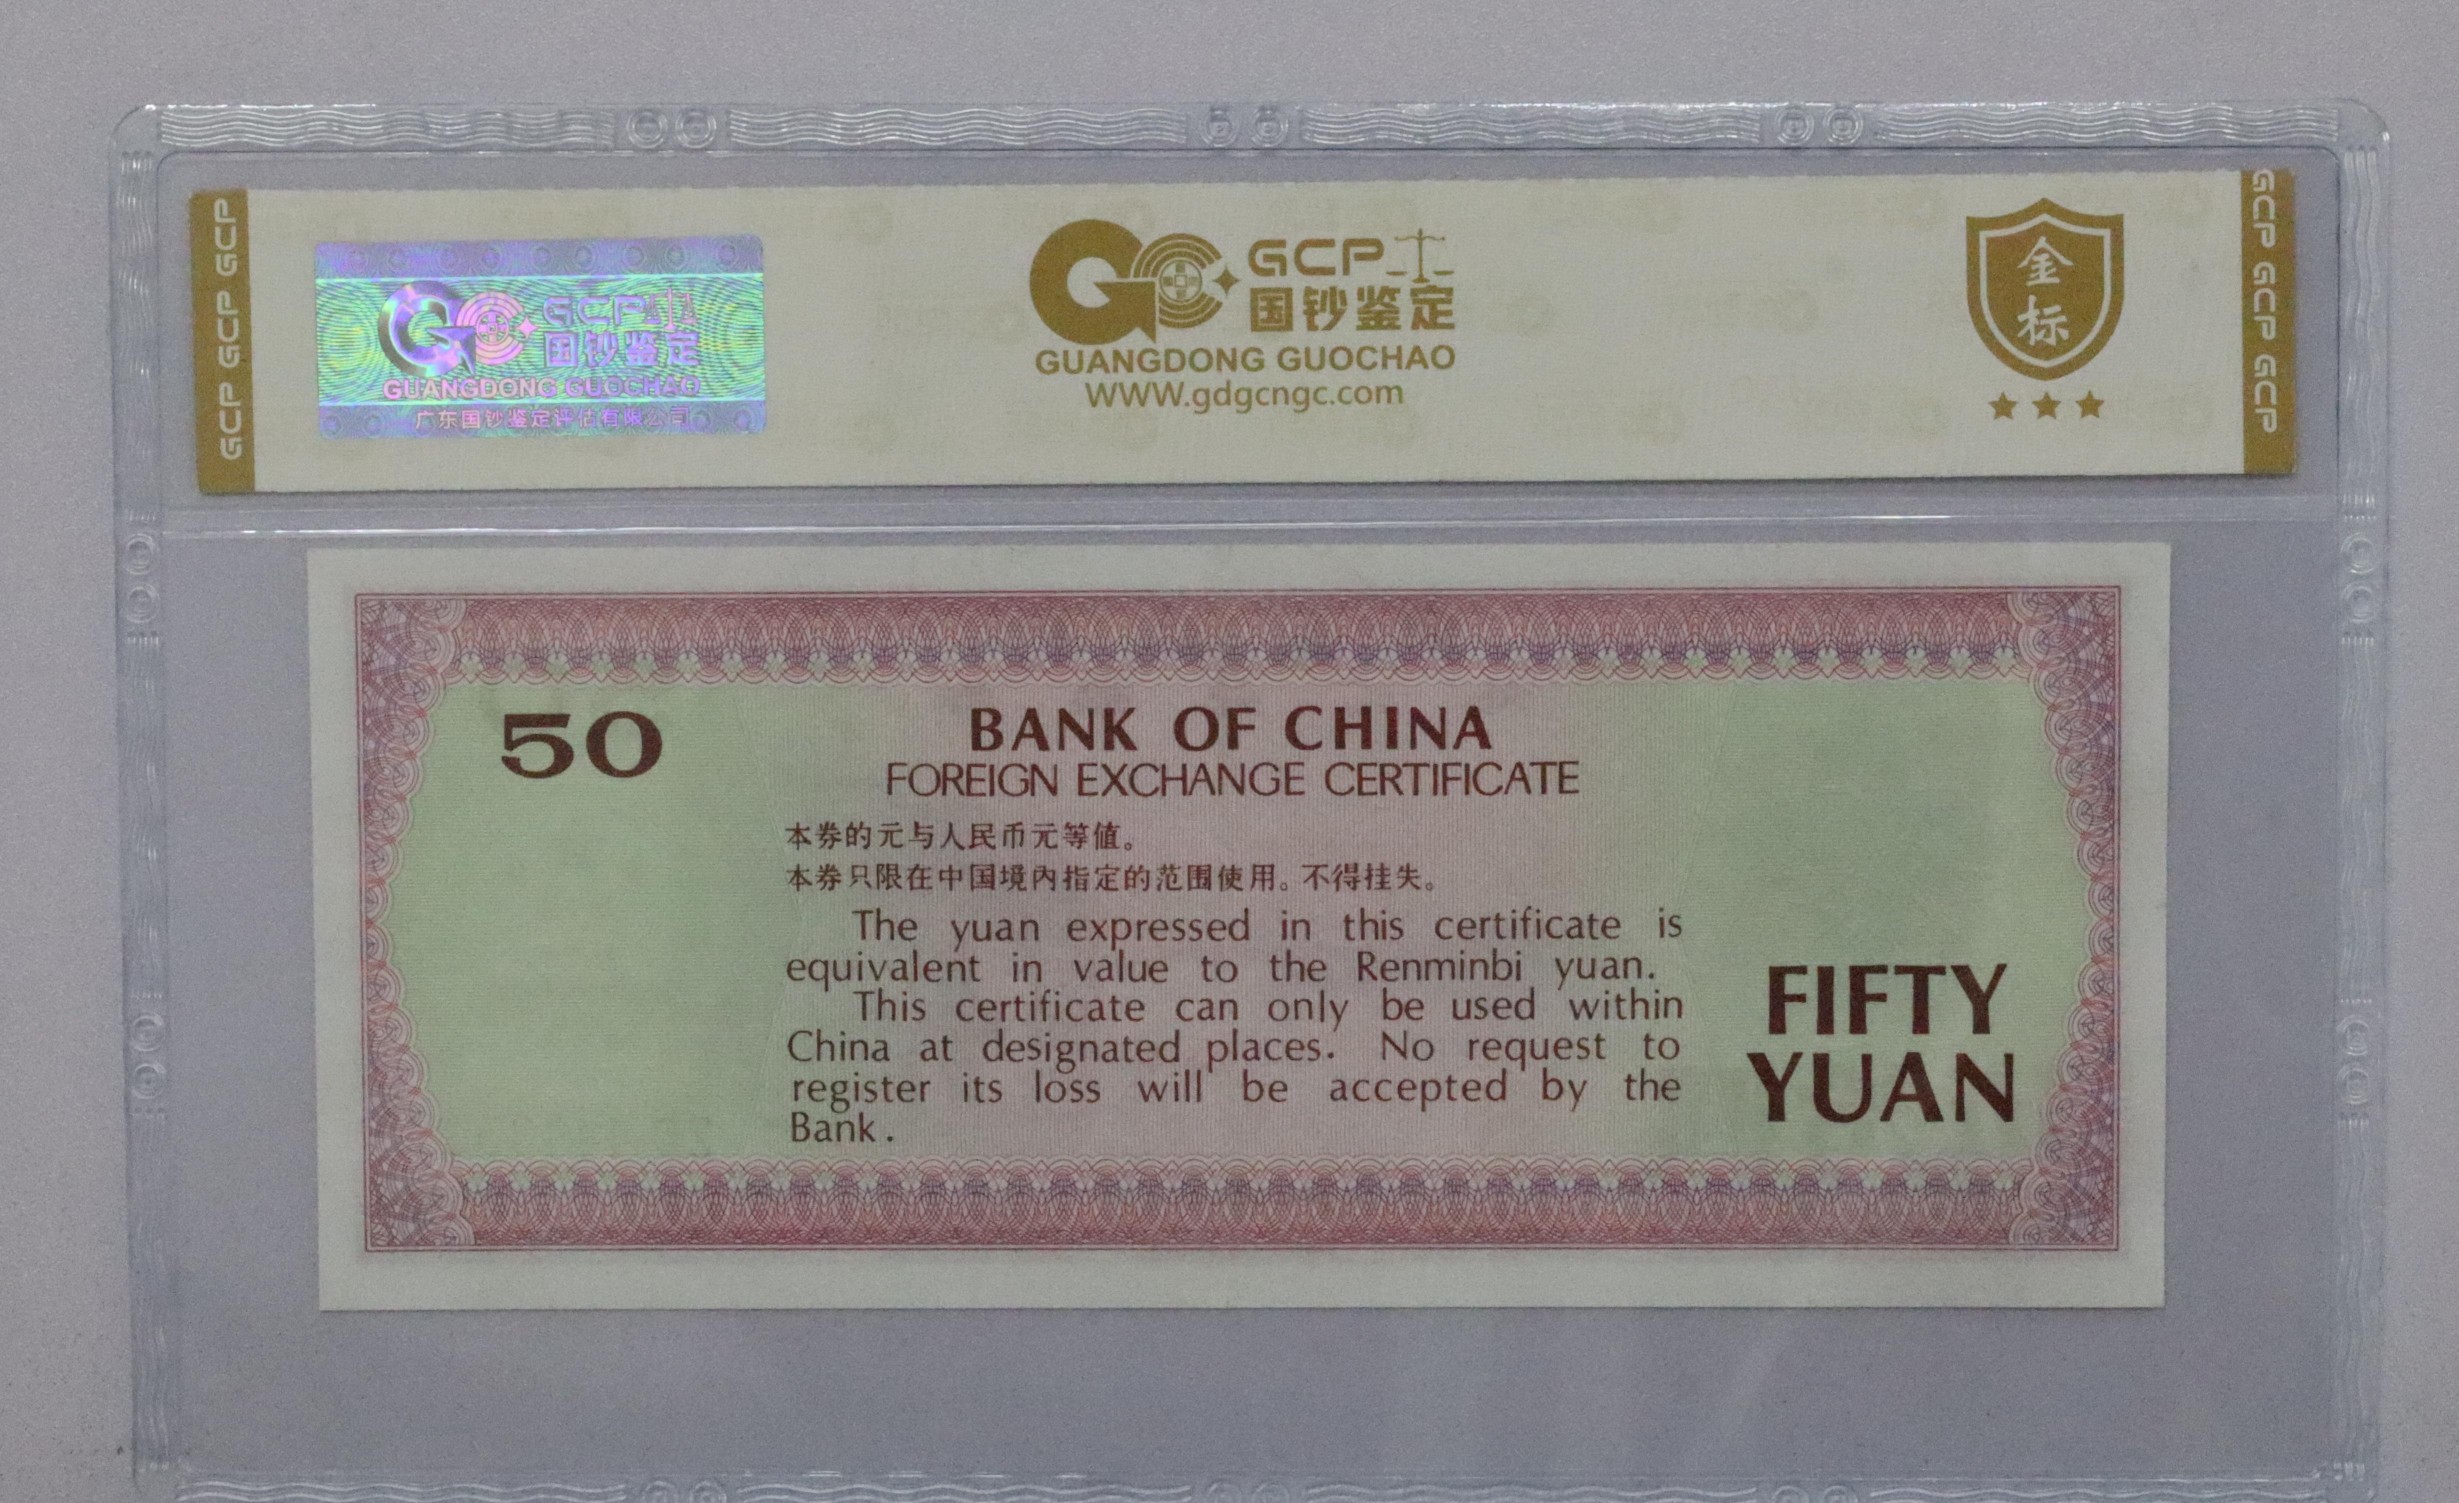 GCP GCP GCP
GCP
国钞鉴定
GUANGDONG GUOCHAO
广东国钞鉴定评估有限公司
GCP
国钞鉴定
GUANGDONG GUOCHAO
WWW.gdgcngc.com
金
标
GCP GCP GCP
50
BANK OF CHINA
FOREIGN EXCHANGE CERTIFICATE
本券的元与人民币元等值。
本券只限在中国境内指定的范围使用。不得挂失。
The yuan expressed in this certificate is
equivalent in value to the Renminbi yuan.
This certificate can only be used within
China at designated places. No request to
register its loss will be accepted by the
Bank.
FIFTY
YUAN